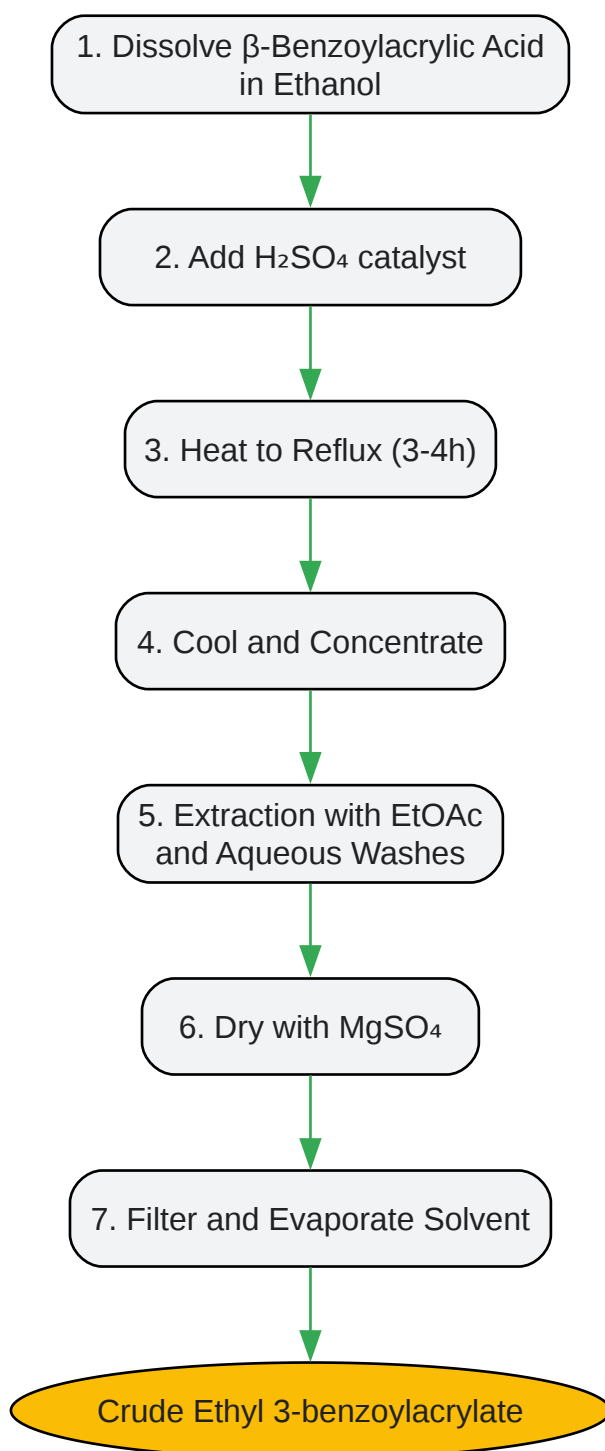 1. Dissolve β-Benzoylacrylic Acid
in Ethanol
2. Add H₂SO₄ catalyst
3. Heat to Reflux (3-4h)
4. Cool and Concentrate
5. Extraction with EtOAc
and Aqueous Washes
6. Dry with MgSO₄
7. Filter and Evaporate Solvent
Crude Ethyl 3-benzoylacrylate